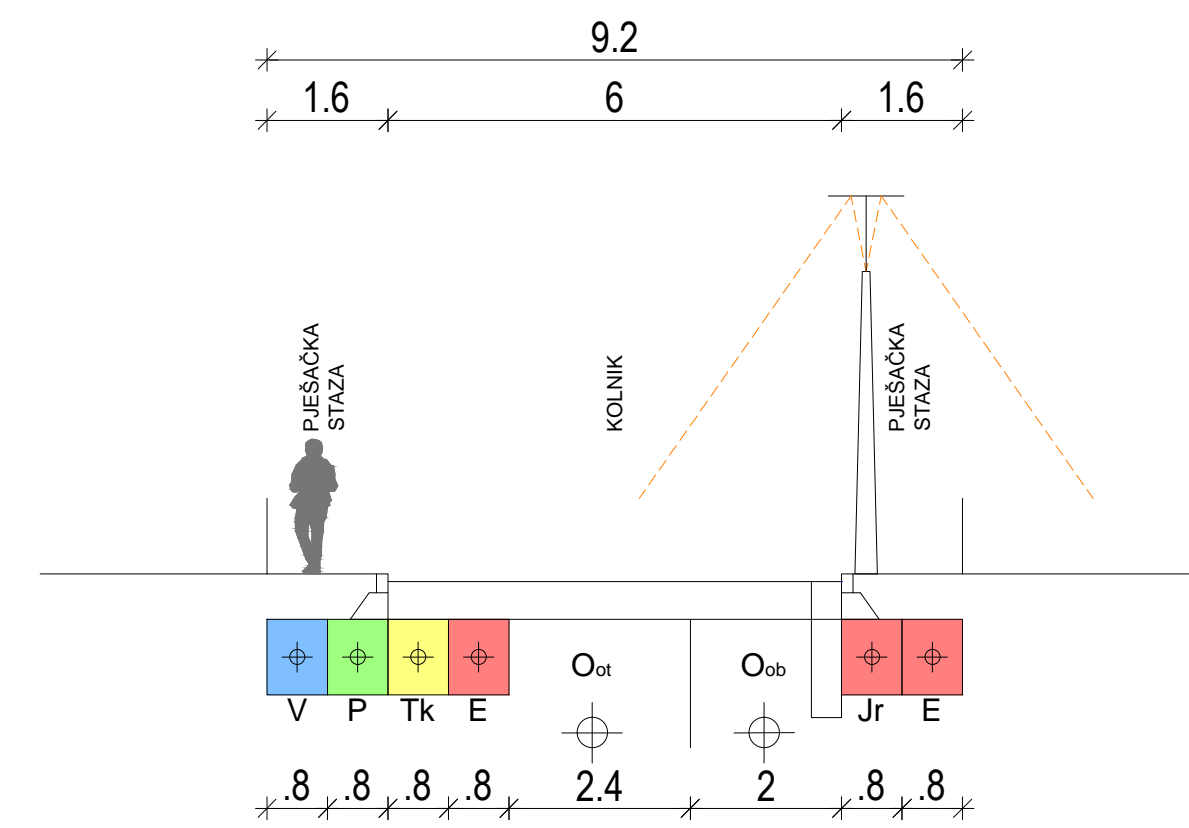 9.2
1.6 6 1.6
PJEŠAČKA
STAZA
KOLNIK
PJEŠAČKA
STAZA
Oot Oob
V P Tk E Jr E
.8 .8 .8 .8 2.4 2 .8 .8